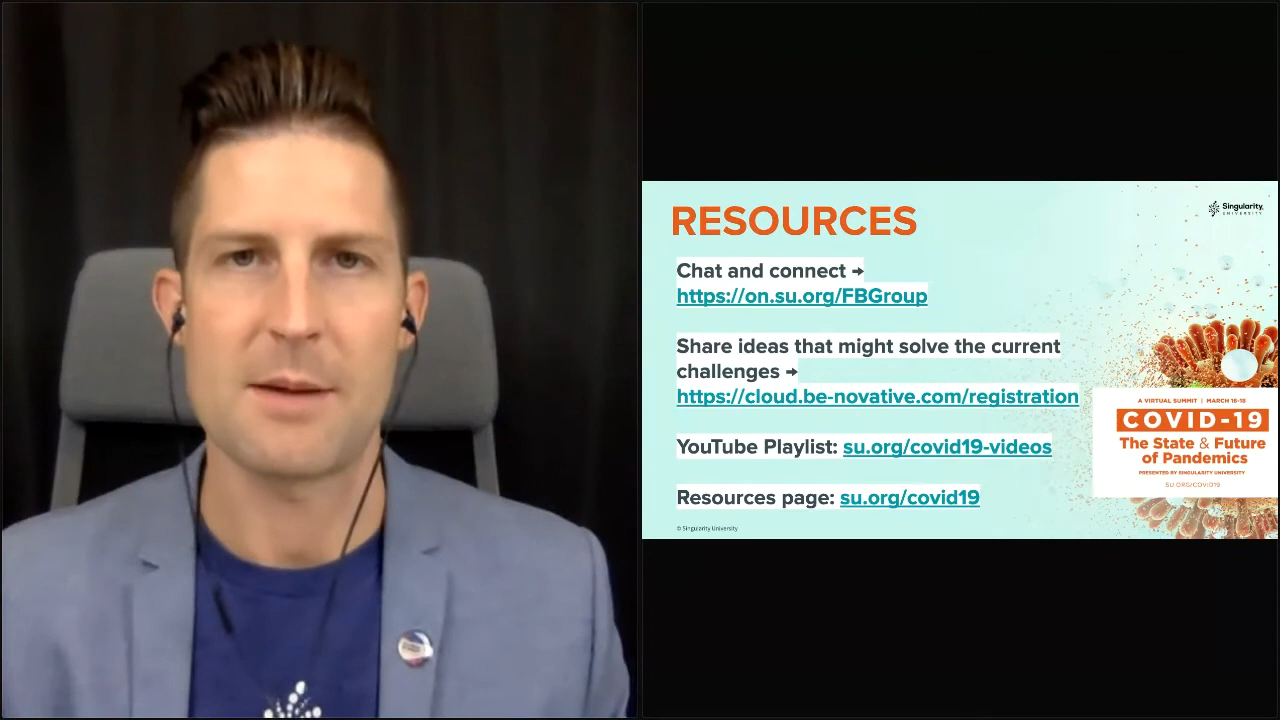 RESOURCES
Singularity
UNIVERSITY
Chat and connect →
https://on.su.org/FBGroup
Share ideas that might solve the current
challenges →
https://cloud.be-novative.com/registration
YouTube Playlist: su.org/covid19-videos
Resources page: su.org/covid19
© Singularity University
A VIRTUAL SUMMIT | MARCH 16-18
COVID-19
The State & Future
of Pandemics
PRESENTED BY SINGULARITY UNIVERSITY
SU.ORG/COVID19